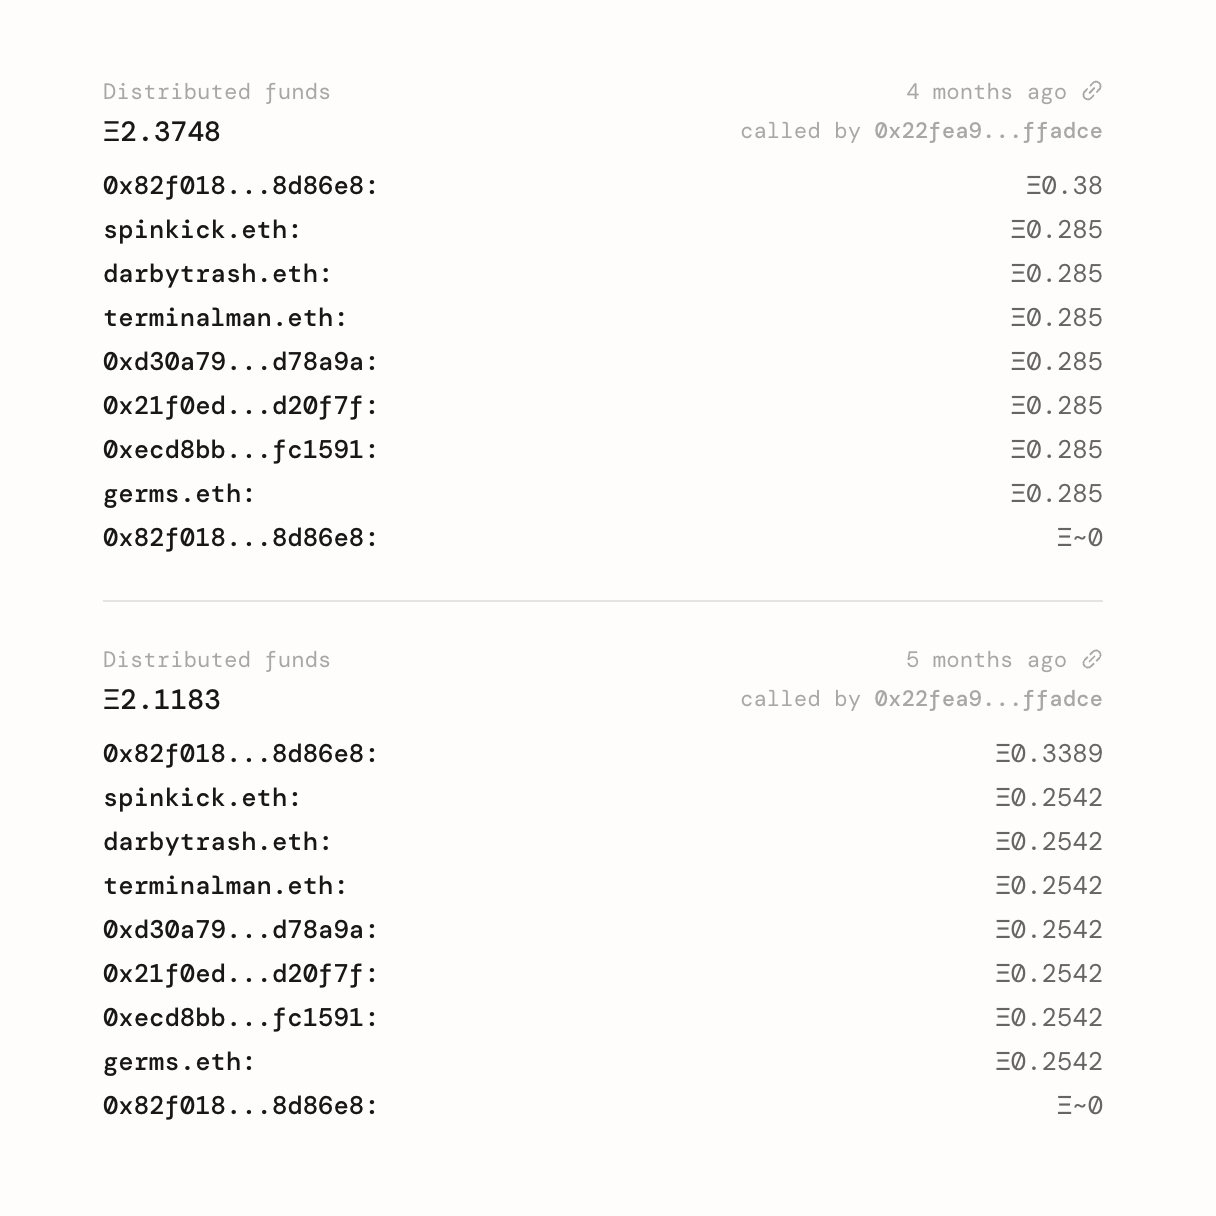 Distributed funds 4 months ago
Ξ2.3748 called by 0x22fea9...ffadce
0x82f018...8d86e8: Ξ0.38
spinkick.eth: Ξ0.285
darbytrash.eth: Ξ0.285
terminalman.eth: Ξ0.285
0xd30a79...d78a9a: Ξ0.285
0x21f0ed...d20f7f: Ξ0.285
0xecd8bb...fc1591: Ξ0.285
germs.eth: Ξ0.285
0x82f018...8d86e8: Ξ~0
Distributed funds 5 months ago
Ξ2.1183 called by 0x22fea9...ffadce
0x82f018...8d86e8: Ξ0.3389
spinkick.eth: Ξ0.2542
darbytrash.eth: Ξ0.2542
terminalman.eth: Ξ0.2542
0xd30a79...d78a9a: Ξ0.2542
0x21f0ed...d20f7f: Ξ0.2542
0xecd8bb...fc1591: Ξ0.2542
germs.eth: Ξ0.2542
0x82f018...8d86e8: Ξ~0